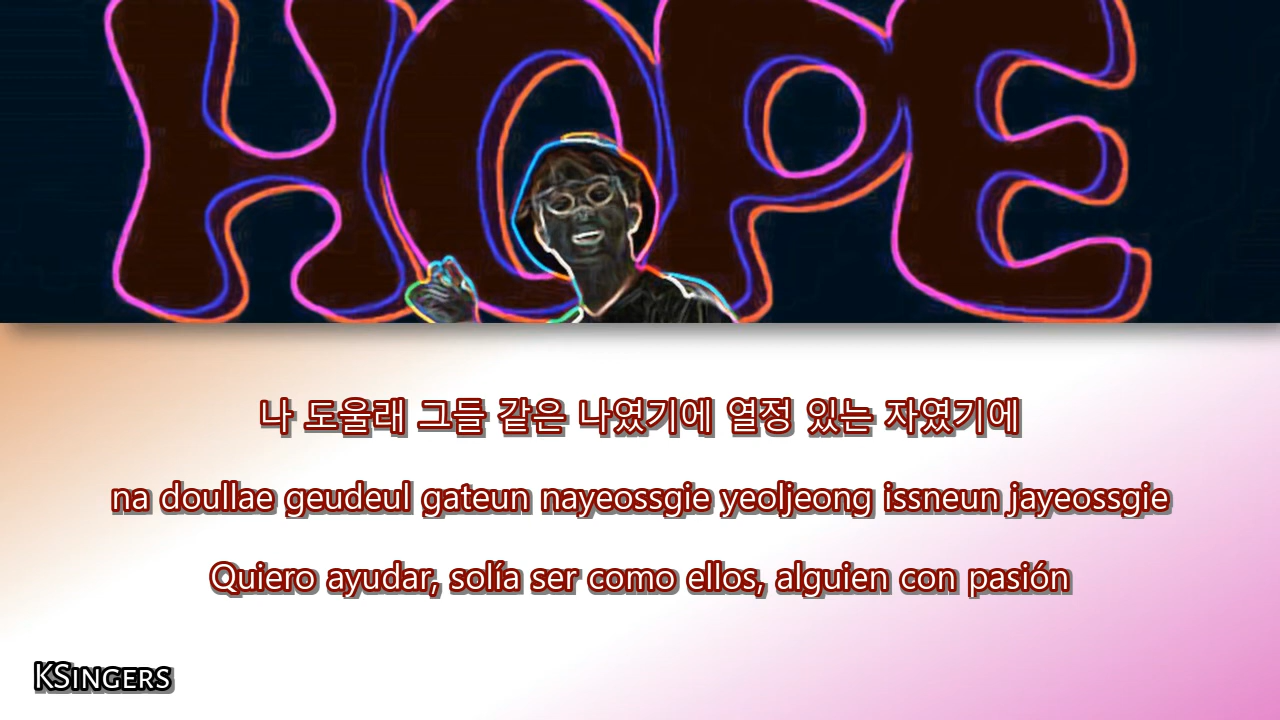 HOPE
나 도울래 그들 같은 나였기에 열정 있는 자였기에
na doullae geudeul gateun nayeossgie yeoljeong issneun jayeossgie
Quiero ayudar, solía ser como ellos, alguien con pasión
KSINGERS